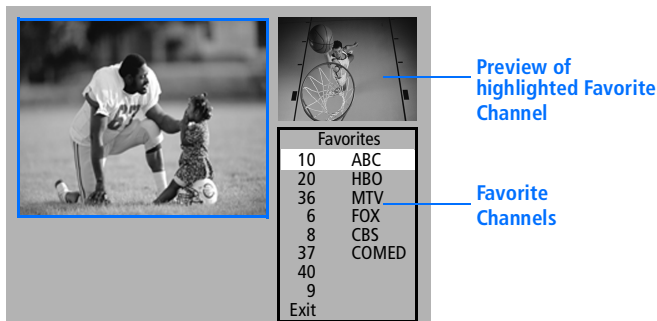 Preview of
highlighted Favorite
Channel
Favorites
10 ABC
20 HBO
36 MTV
6 FOX
8 CBS
37 COMED
40
9
Exit
Favorite
Channels